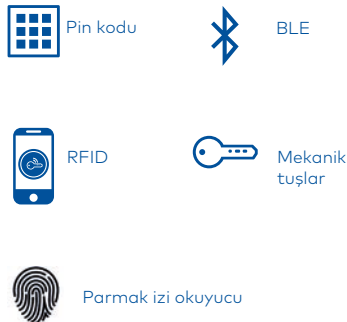 Pin kodu
BLE
RFID
Mekanik
tuşlar
Parmak izi okuyucu